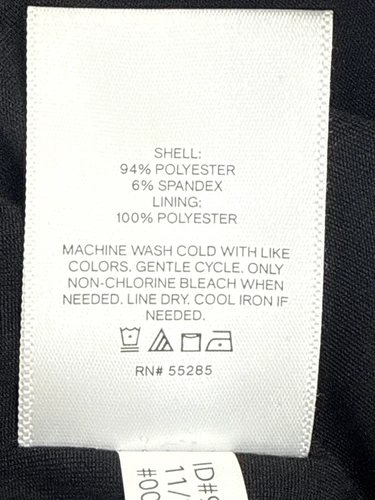 SHELL:
94% POLYESTER
6% SPANDEX
LINING:
100% POLYESTER
MACHINE WASH COLD WITH LIKE
COLORS. GENTLE CYCLE. ONLY
NON-CHLORINE BLEACH WHEN
NEEDED. LINE DRY. COOL IRON IF
NEEDED.
RN# 55285